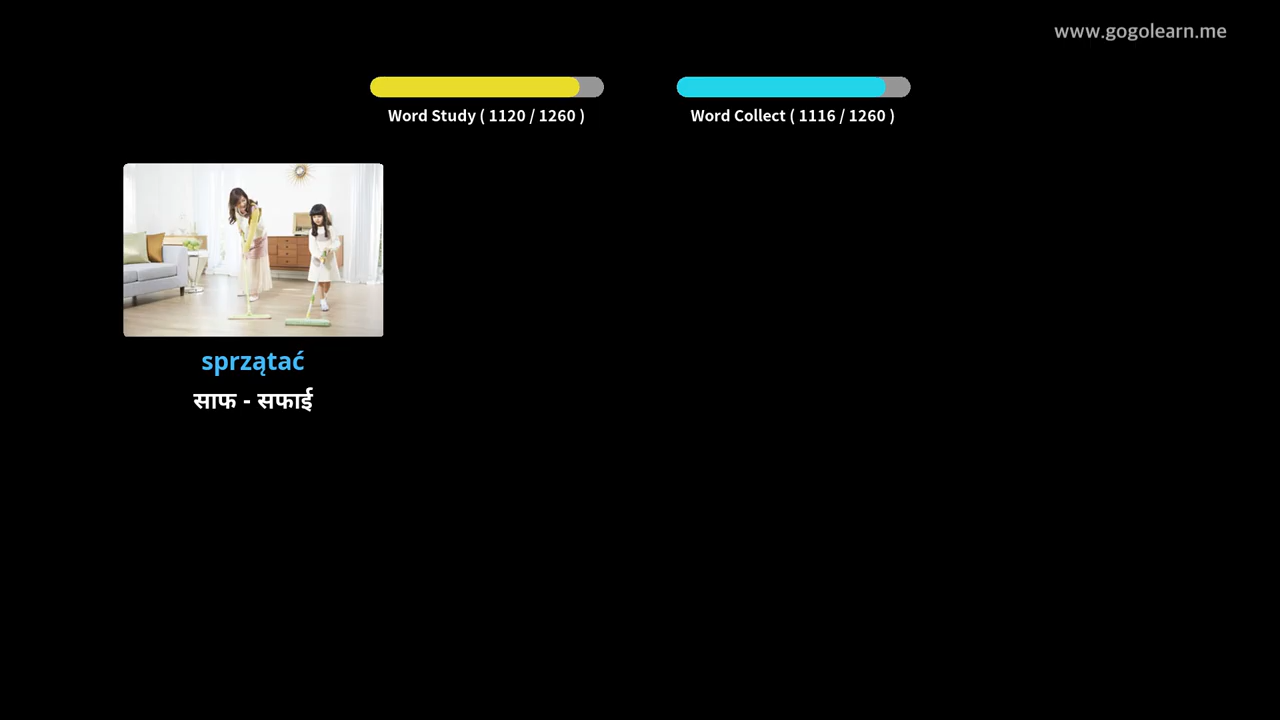 www.gogolearn.me
Word Study ( 1120 / 1260 )
Word Collect ( 1116 / 1260 )
sprzątać
साफ - सफाई